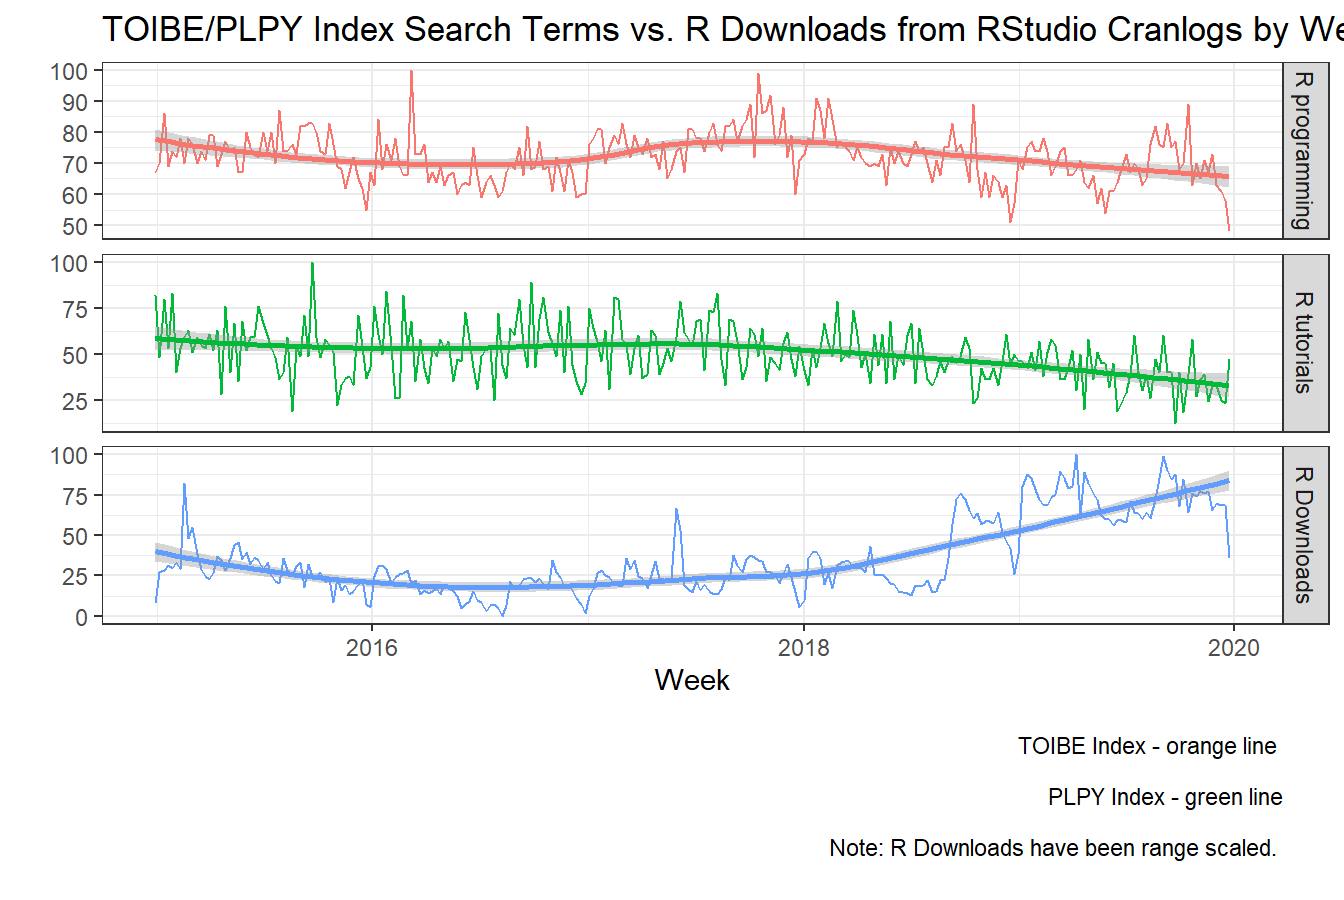 TOIBE/PLPY Index Search Terms vs. R Downloads from RStudio Cranlogs by We
100
90
80
70
60
50
R programming
100
75
50
25
R tutorials
100
75
50
25
0
R Downloads
2016 2018 2020
Week
TOIBE Index - orange line
PLPY Index - green line
Note: R Downloads have been range scaled.